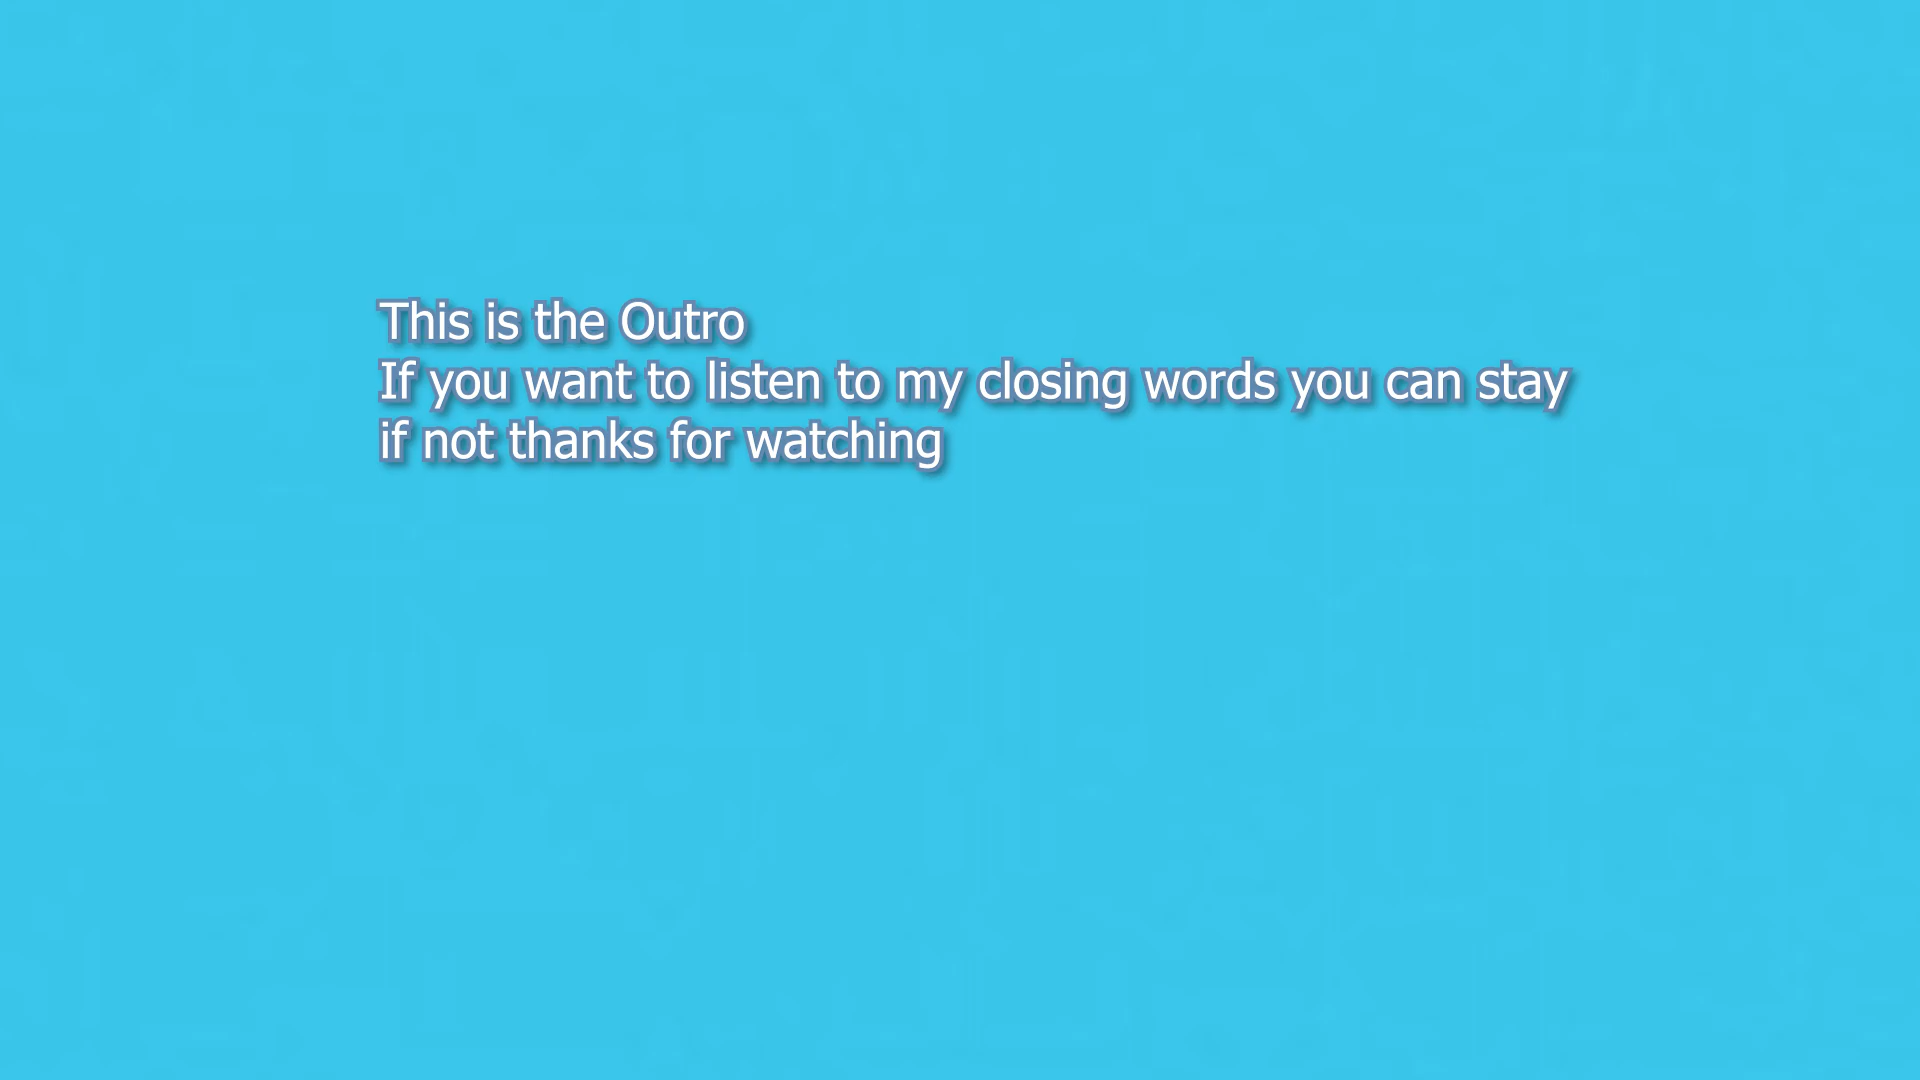 This is the Outro
If you want to listen to my closing words you can stay
if not thanks for watching